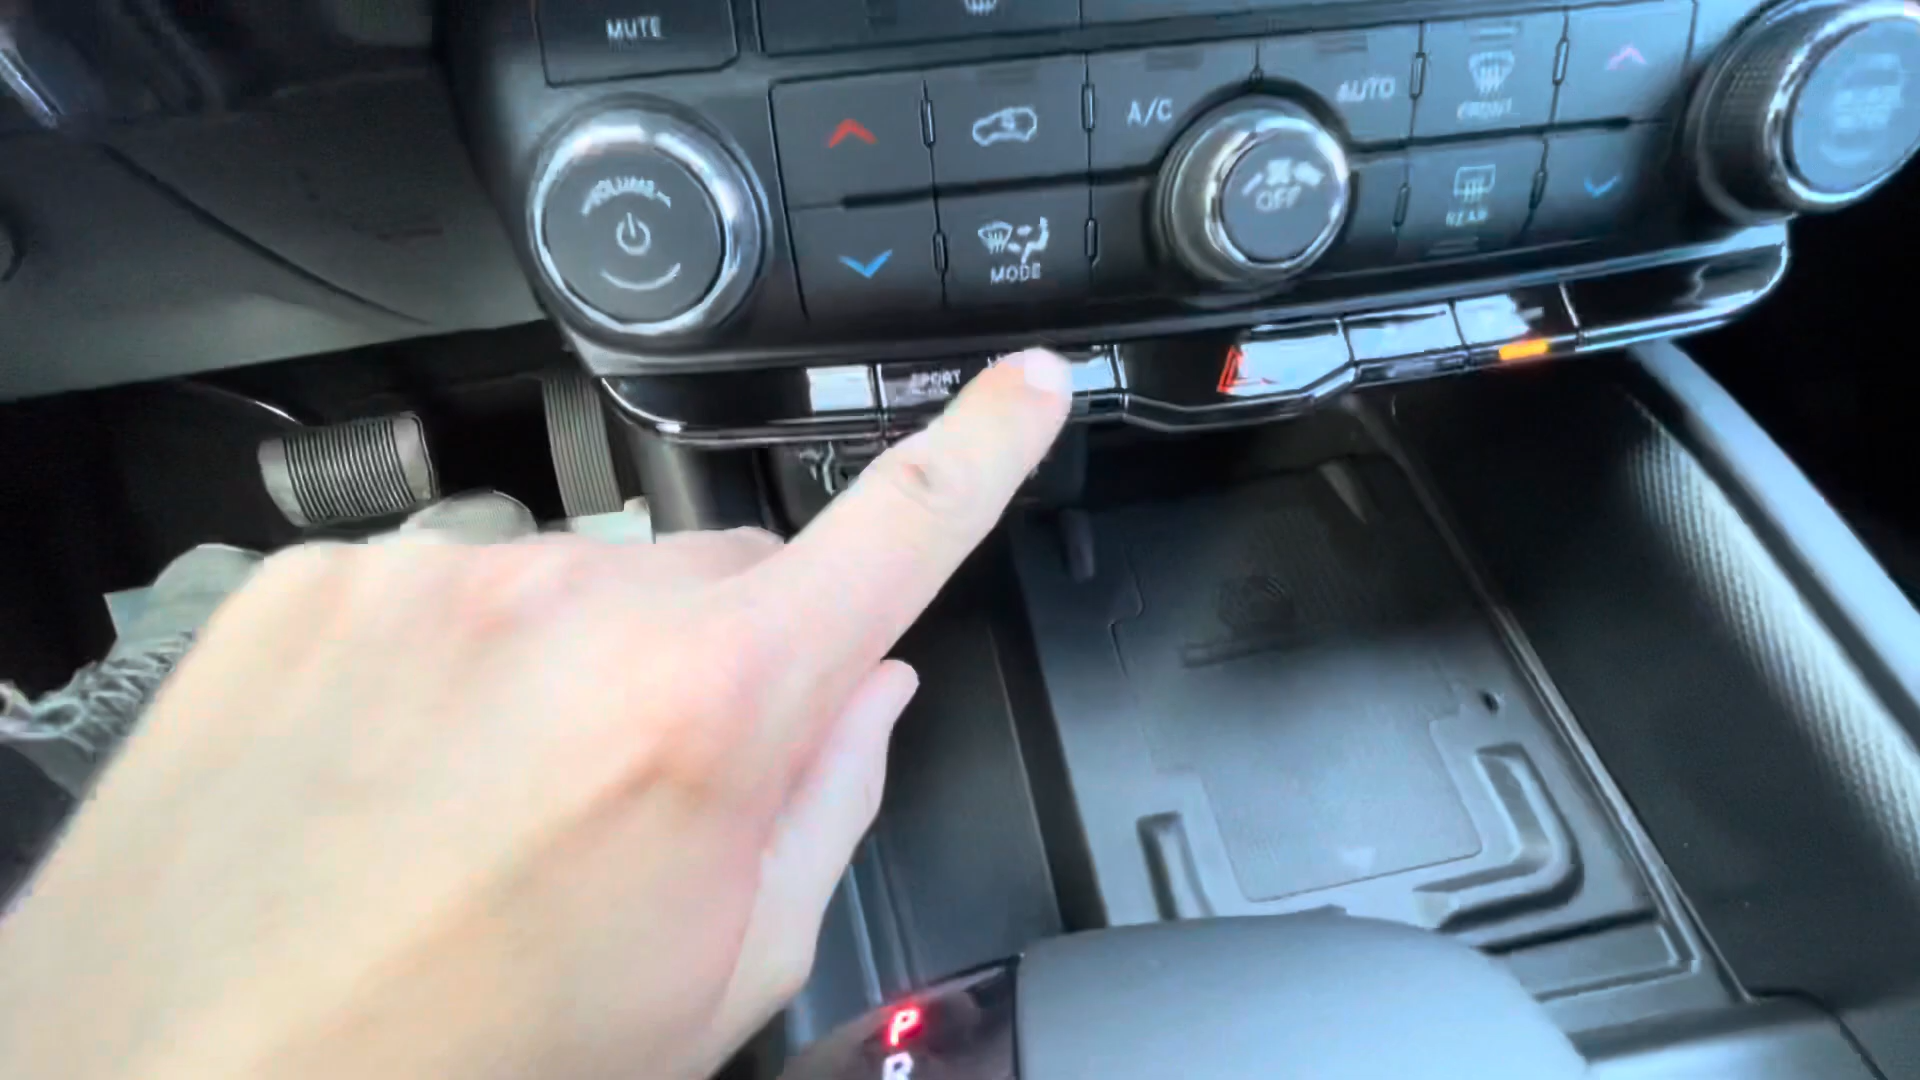 MUTE
VOLUME
A/C
AUTO
FRONT
MODE
OFF
REAR
SPORT
P
R